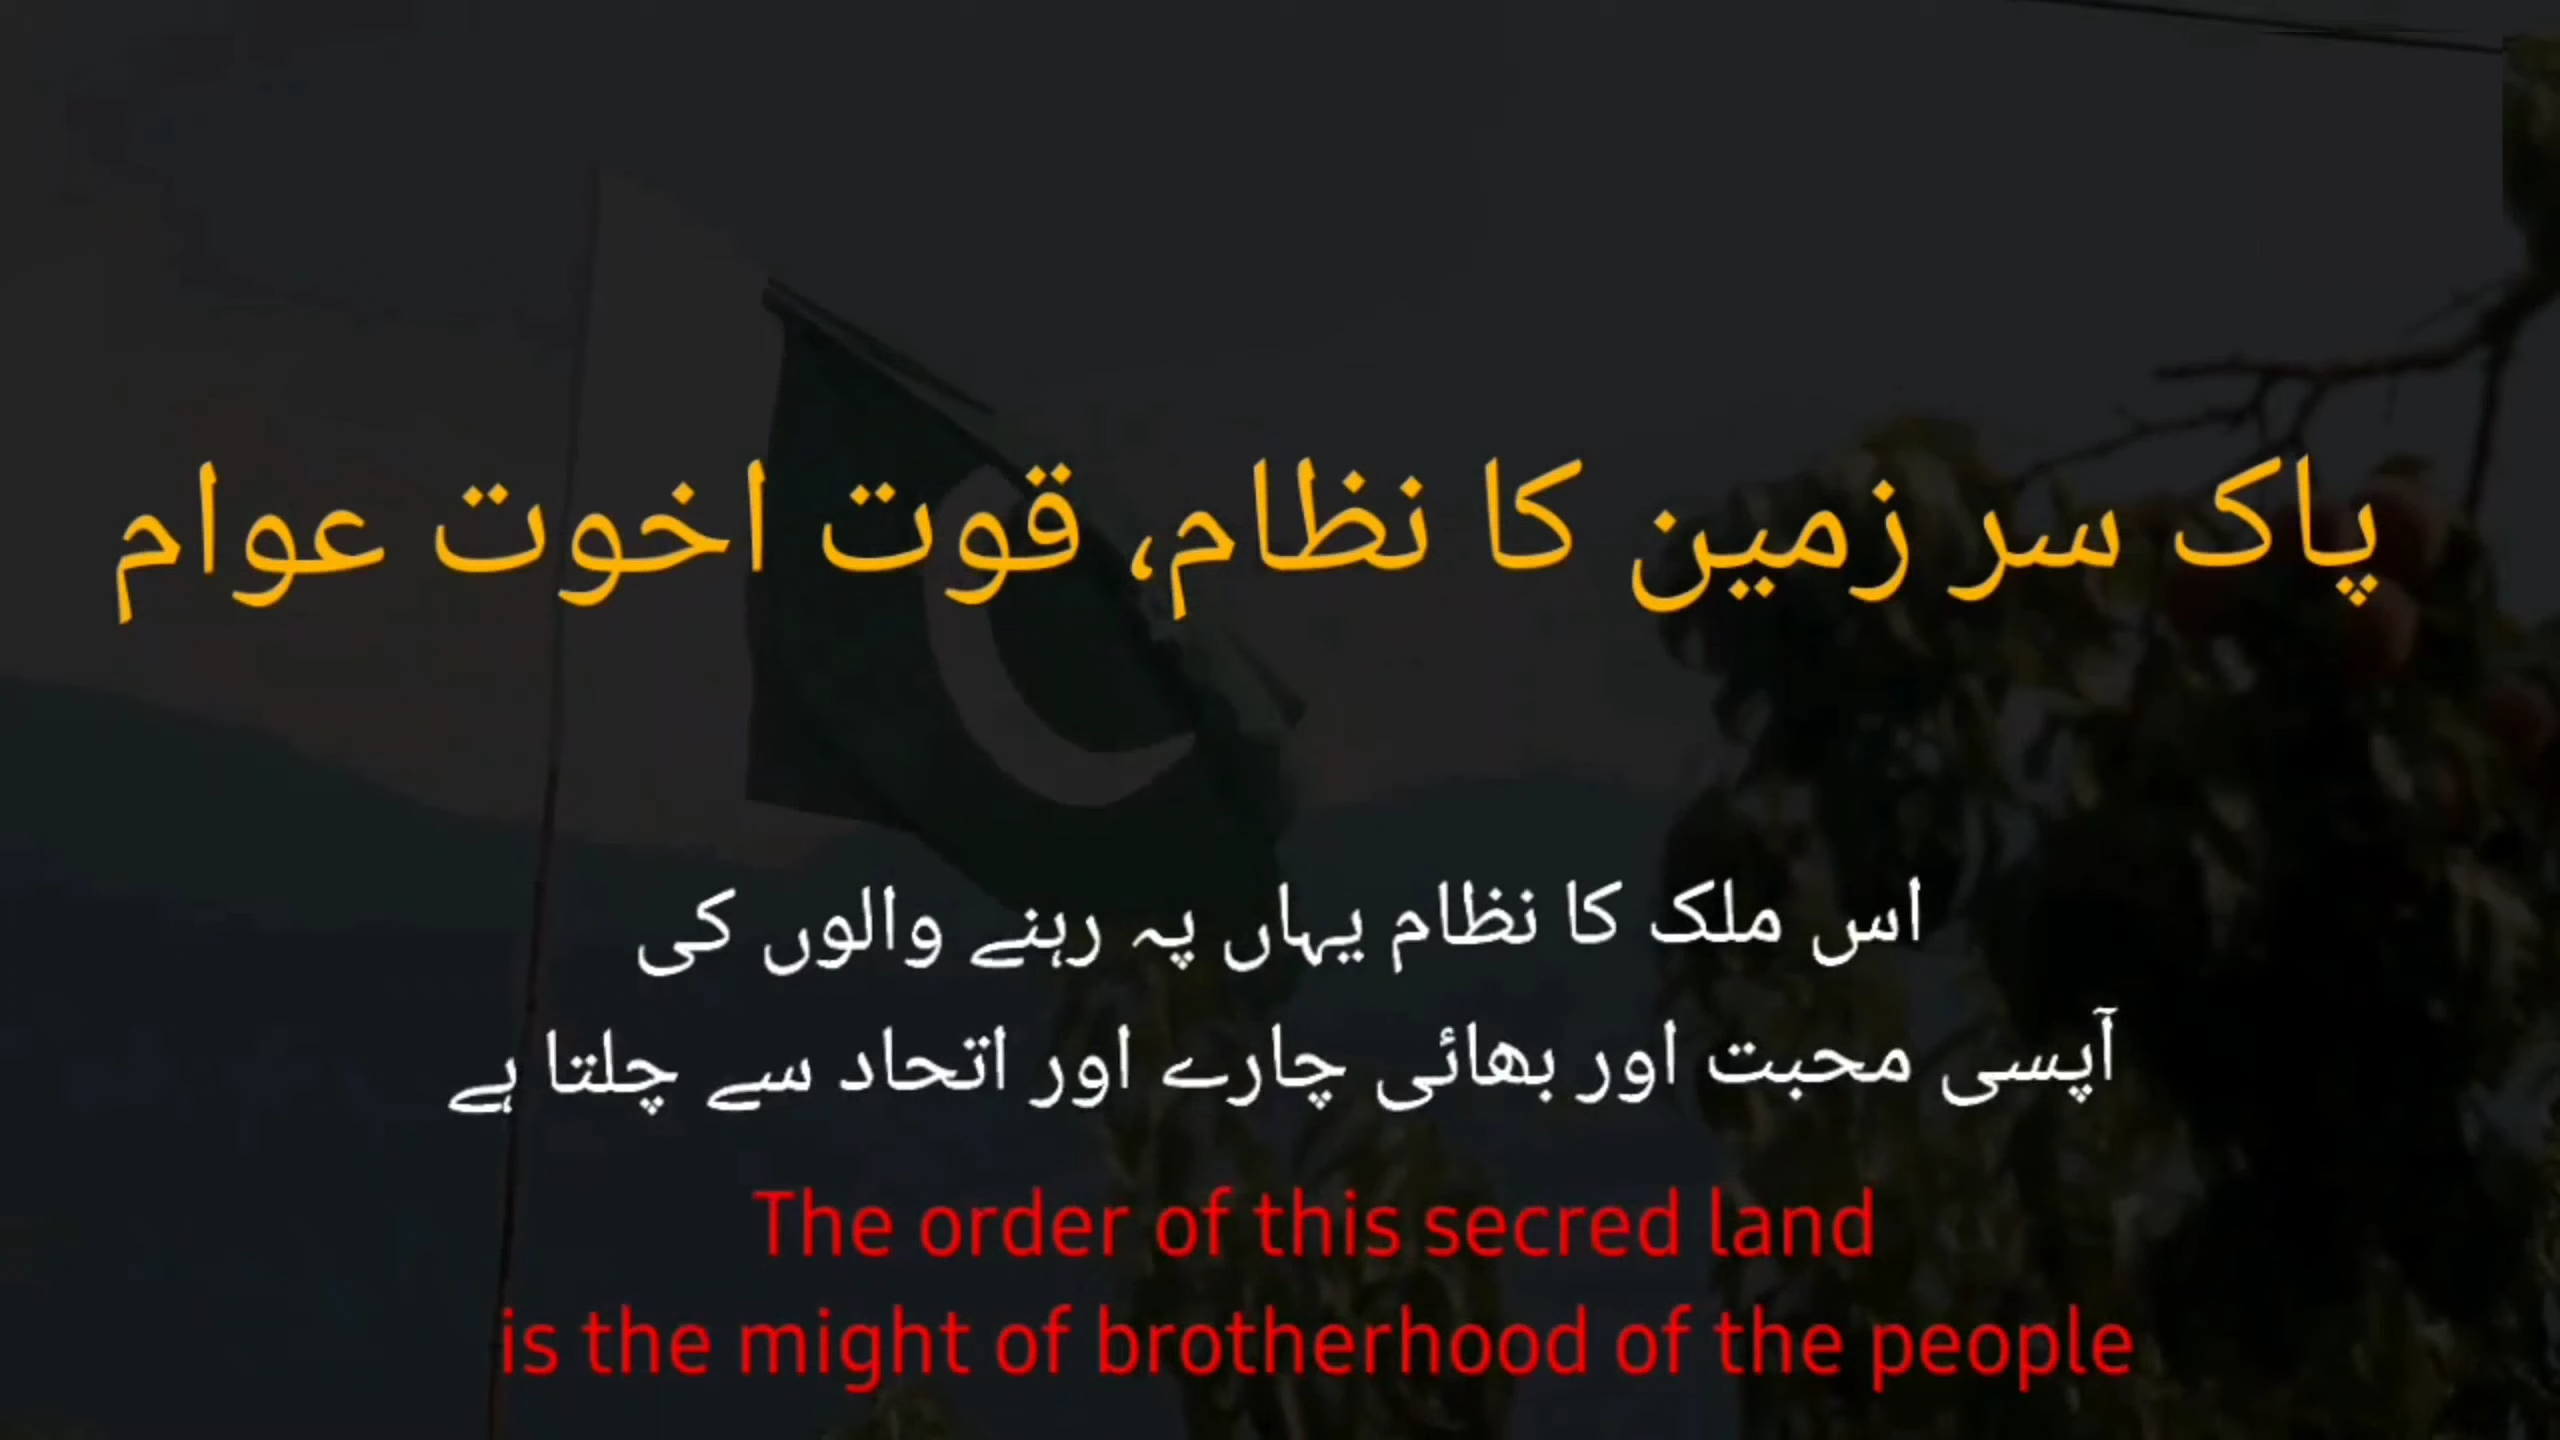 پاک سر زمین کا نظام، قوت اخوت عوام
اس ملک کا نظام یہاں پہ رہنے والوں کی
آپسی محبت اور بھائی چارے اور اتحاد سے چلتا ہے
The order of this secred land
is the might of brotherhood of the people